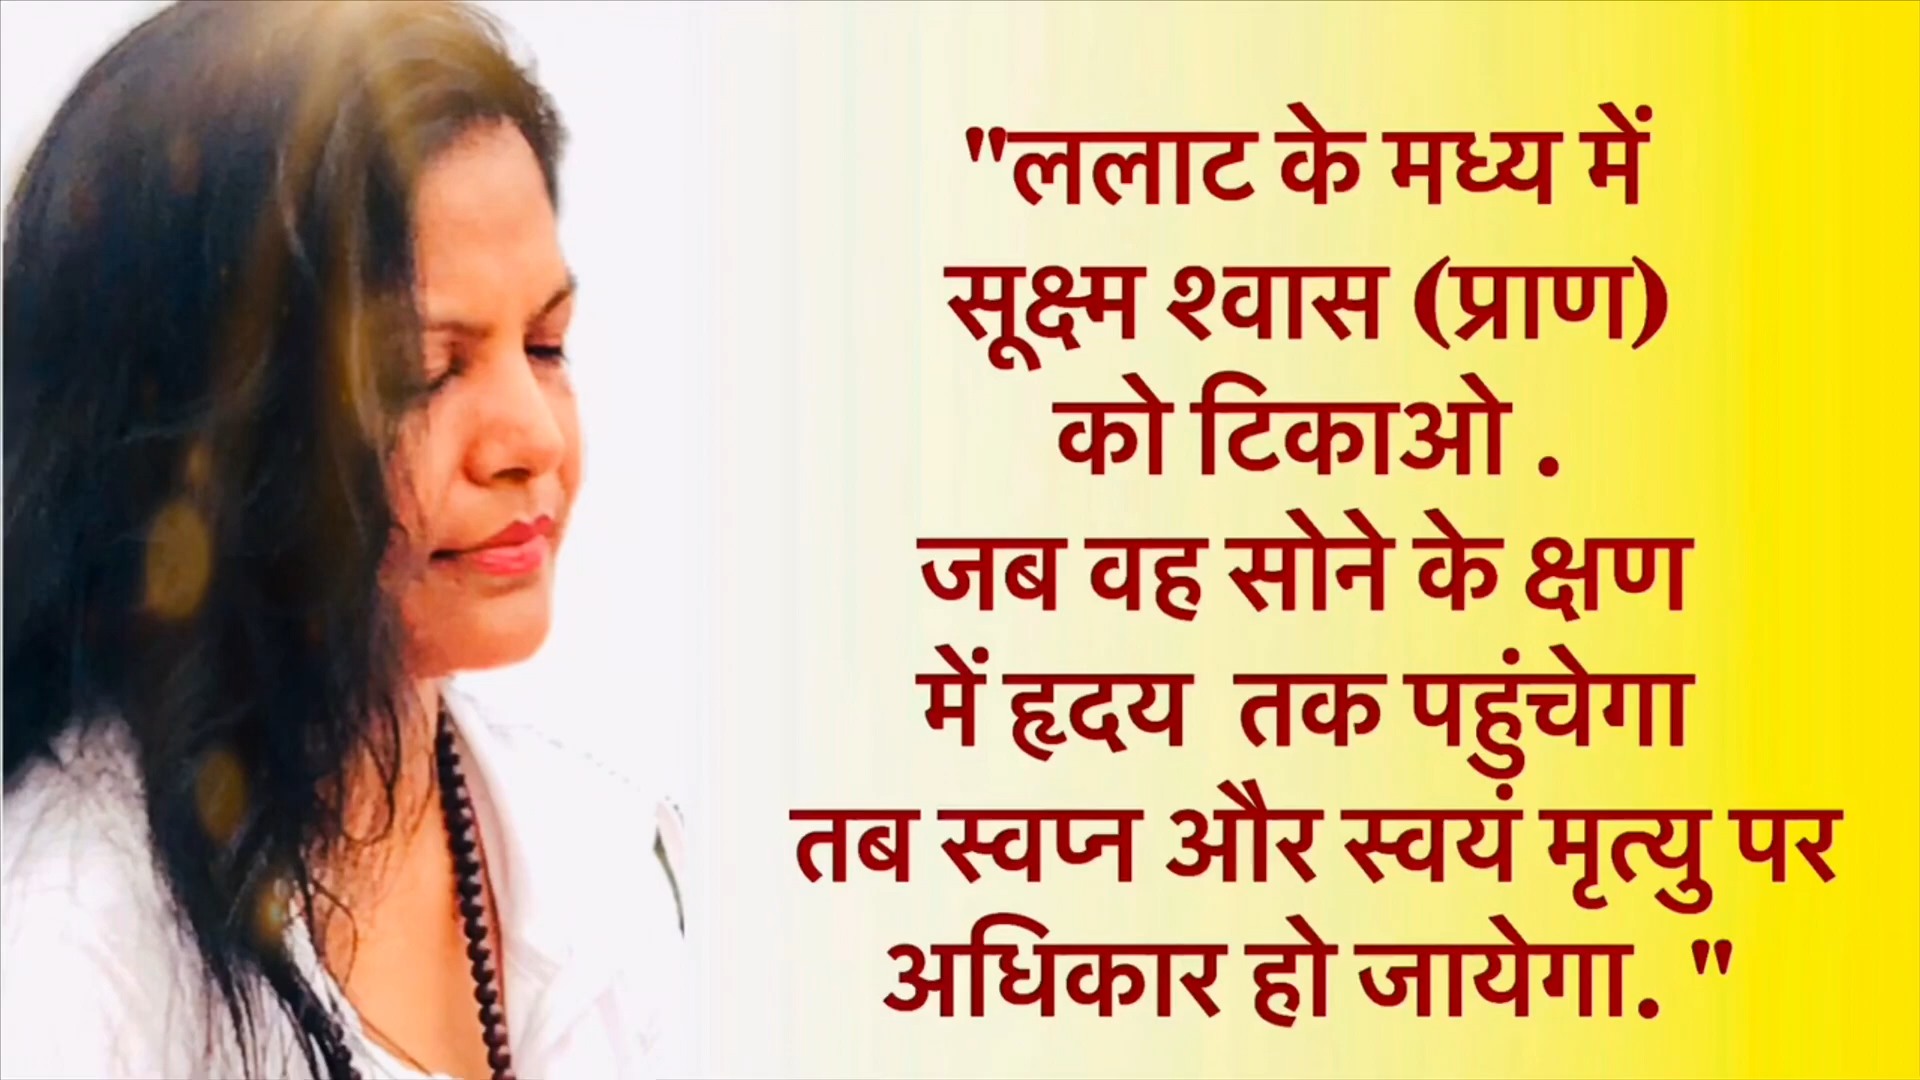 "ललाट के मध्य में
सूक्ष्म श्वास (प्राण)
को टिकाओ .
जब वह सोने के क्षण
में हृदय तक पहुंचेगा
तब स्वप्न और स्वयं मृत्यु पर
अधिकार हो जायेगा. "